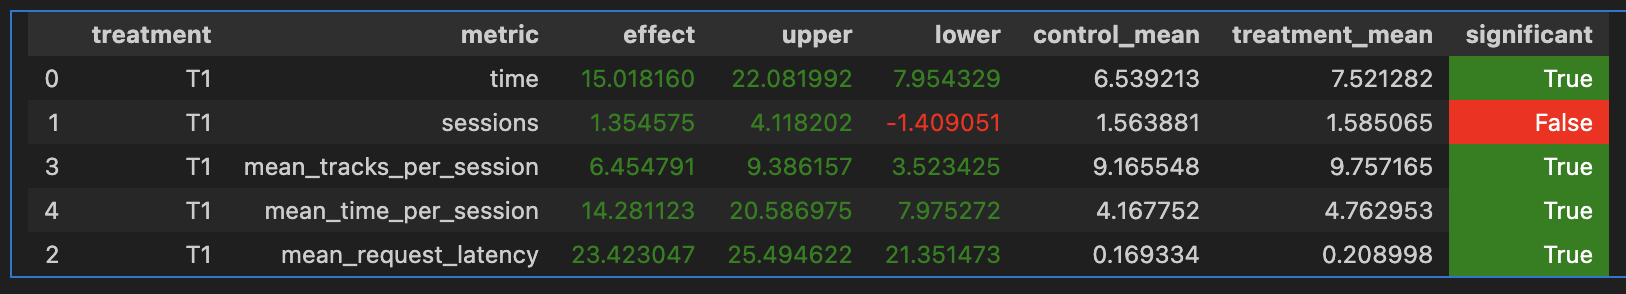 treatment metric effect upper lower control_mean treatment_mean significant
0 T1 time 15.018160 22.081992 7.954329 6.539213 7.521282 True
1 T1 sessions 1.354575 4.118202 -1.409051 1.563881 1.585065 False
3 T1 mean_tracks_per_session 6.454791 9.386157 3.523425 9.165548 9.757165 True
4 T1 mean_time_per_session 14.281123 20.586975 7.975272 4.167752 4.762953 True
2 T1 mean_request_latency 23.423047 25.494622 21.351473 0.169334 0.208998 True